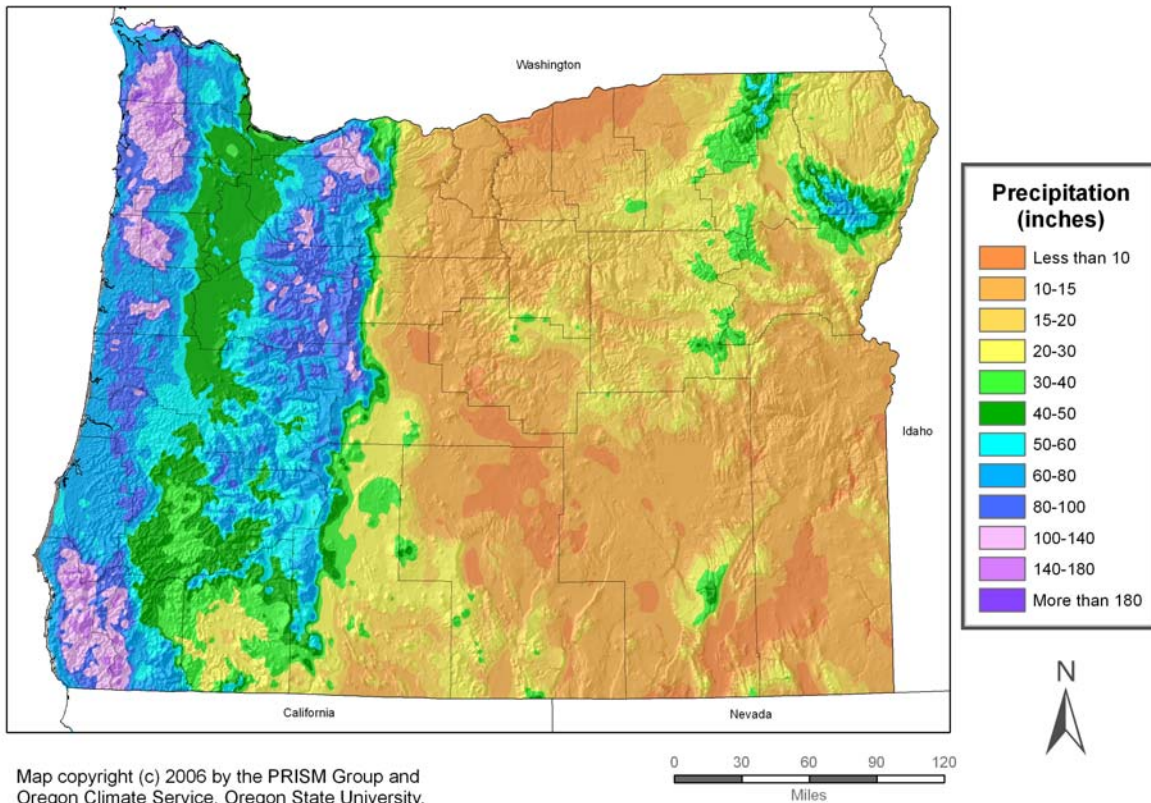 Washington
Idaho
California
Nevada
Precipitation
(inches)
Less than 10
10-15
15-20
20-30
30-40
40-50
50-60
60-80
80-100
100-140
140-180
More than 180
N
0 30 60 90 120
Miles
Map copyright (c) 2006 by the PRISM Group and
Oregon Climate Service, Oregon State University.